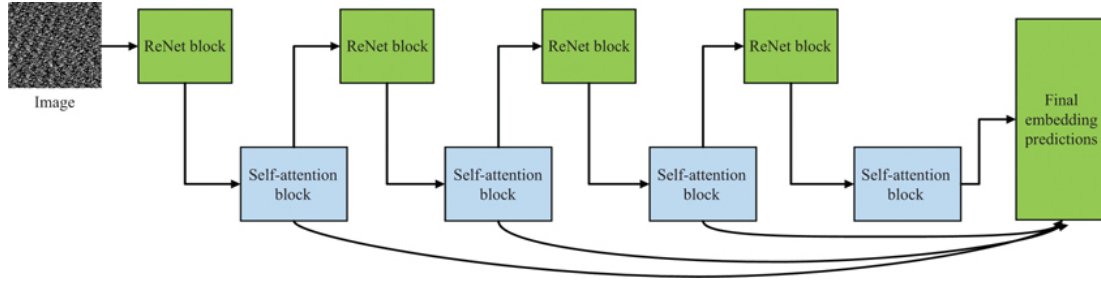 ReNet block
ReNet block
ReNet block
ReNet block
Image
Final
embedding
predictions
Self-attention
block
Self-attention
block
Self-attention
block
Self-attention
block